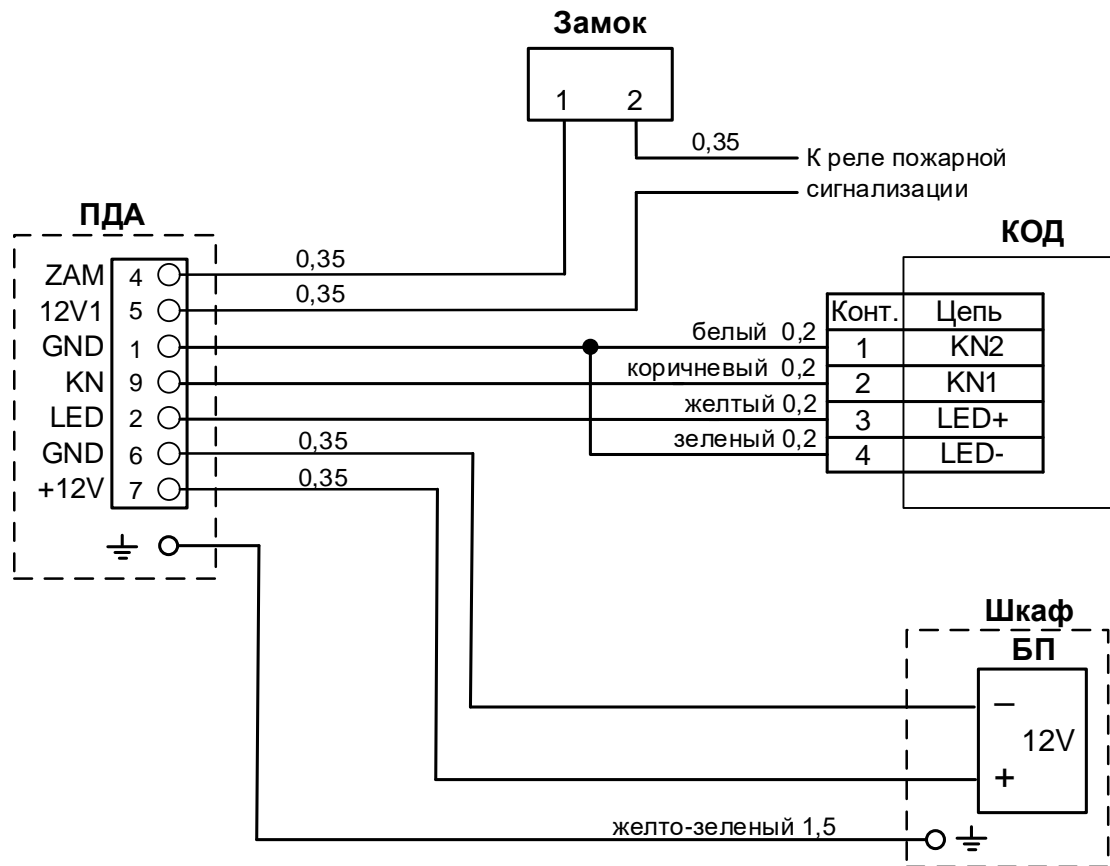 Замок
1 2
0,35
К реле пожарной
сигнализации
ПДА
КОД
ZAM 4 0,35
12V1 5 0,35
GND 1
KN 9
LED 2
GND 6 0,35
+12V 7 0,35
Конт. Цепь
белый 0,2 1 KN2
коричневый 0,2 2 KN1
желтый 0,2 3 LED+
зеленый 0,2 4 LED-
Шкаф
БП
–
12V
+
желто-зеленый 1,5